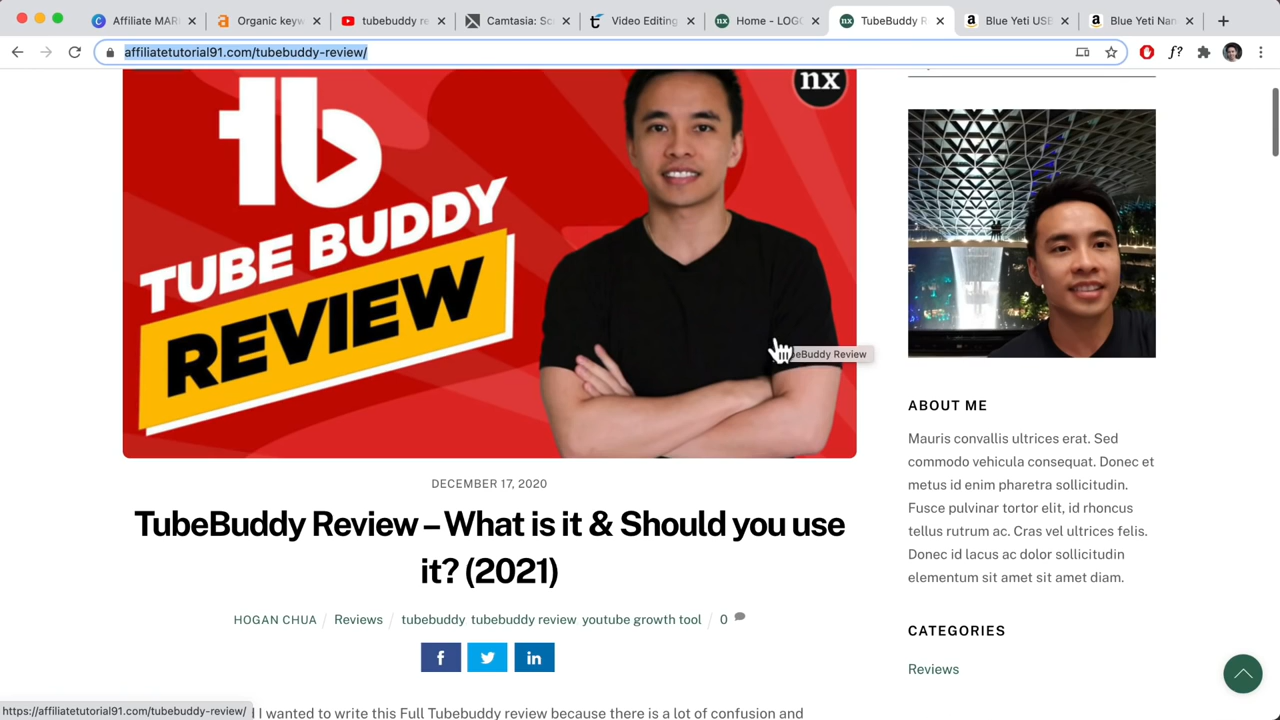 Affiliate MAR
Organic keyw
tubebuddy re
Camtasia: Sc
Video Editing
Home - LOGO
TubeBuddy R
Blue Yeti USB
Blue Yeti Nan
affiliatetutorial91.com/tubebuddy-review/
f?
tb
nx
TUBE BUDDY
REVIEW
eBuddy Review
DECEMBER 17, 2020
TubeBuddy Review – What is it & Should you use
it? (2021)
HOGAN CHUA / Reviews / tubebuddy tubebuddy review youtube growth tool / 0
f
in
I wanted to write this Full Tubebuddy review because there is a lot of confusion and
https://affiliatetutorial91.com/tubebuddy-review/
ABOUT ME
Mauris convallis ultrices erat. Sed
commodo vehicula consequat. Donec et
metus id enim pharetra sollicitudin.
Fusce pulvinar tortor elit, id rhoncus
tellus rutrum ac. Cras vel ultrices felis.
Donec id lacus ac dolor sollicitudin
elementum sit amet sit amet diam.
CATEGORIES
Reviews